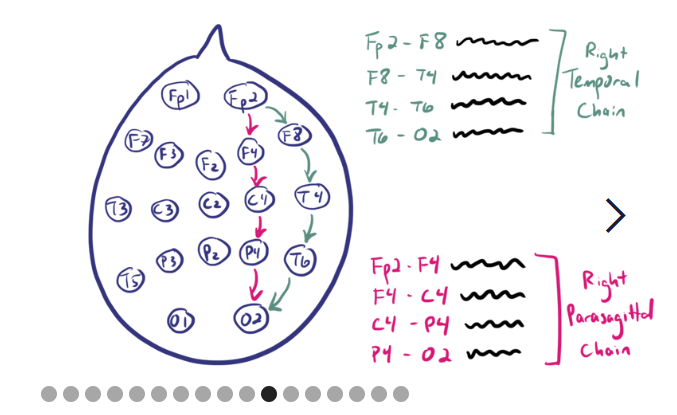 Fp1 Fp2
F7 F3 Fz F4 F8
T3 C3 Cz C4 T4
T5 P3 Pz P4 T6
O1 O2
Fp2 - F8
F8 - T4
T4 - T6
T6 - O2
Right
Temporal
Chain
Fp2 - F4
F4 - C4
C4 - P4
P4 - O2
Right
Parasagittal
Chain